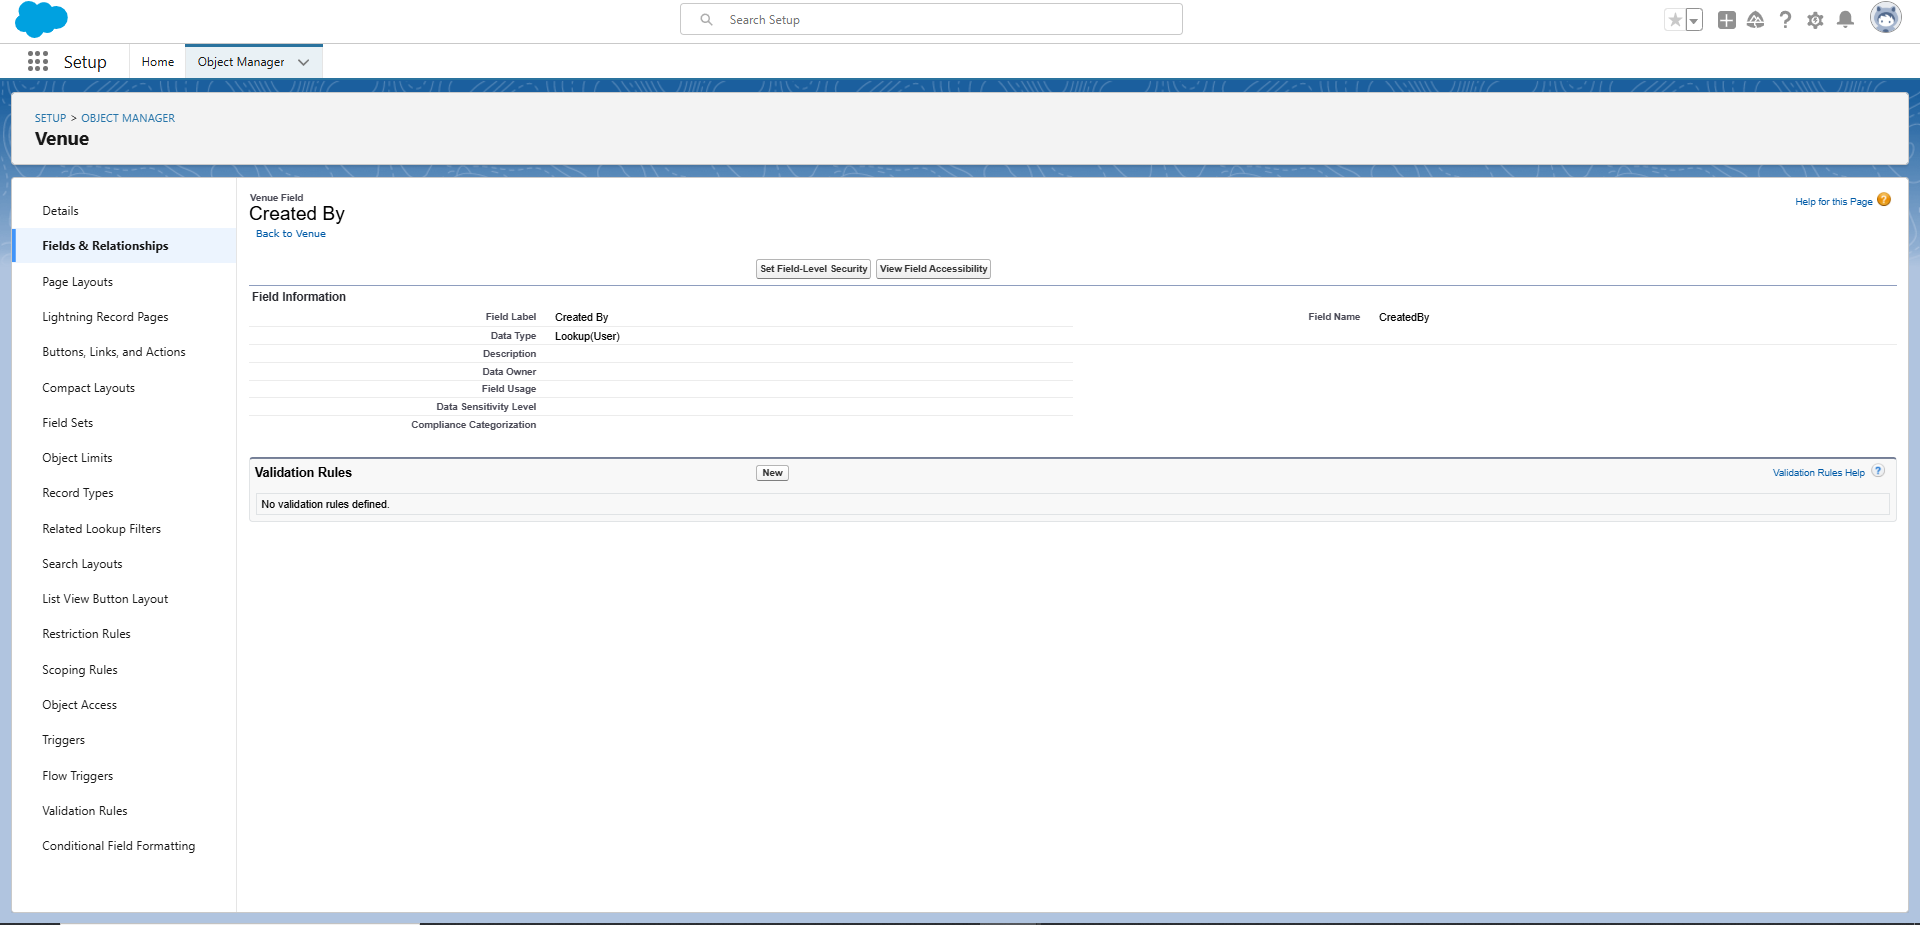 Search Setup
Setup
Home
Object Manager
SETUP > OBJECT MANAGER
Venue
Details
Fields & Relationships
Page Layouts
Lightning Record Pages
Buttons, Links, and Actions
Compact Layouts
Field Sets
Object Limits
Record Types
Related Lookup Filters
Search Layouts
List View Button Layout
Restriction Rules
Scoping Rules
Object Access
Triggers
Flow Triggers
Validation Rules
Conditional Field Formatting
Venue Field
Created By
Back to Venue
Help for this Page ?
Set Field-Level Security View Field Accessibility
Field Information
Field Label Created By Field Name CreatedBy
Data Type Lookup(User)
Description
Data Owner
Field Usage
Data Sensitivity Level
Compliance Categorization
Validation Rules New Validation Rules Help ?
No validation rules defined.